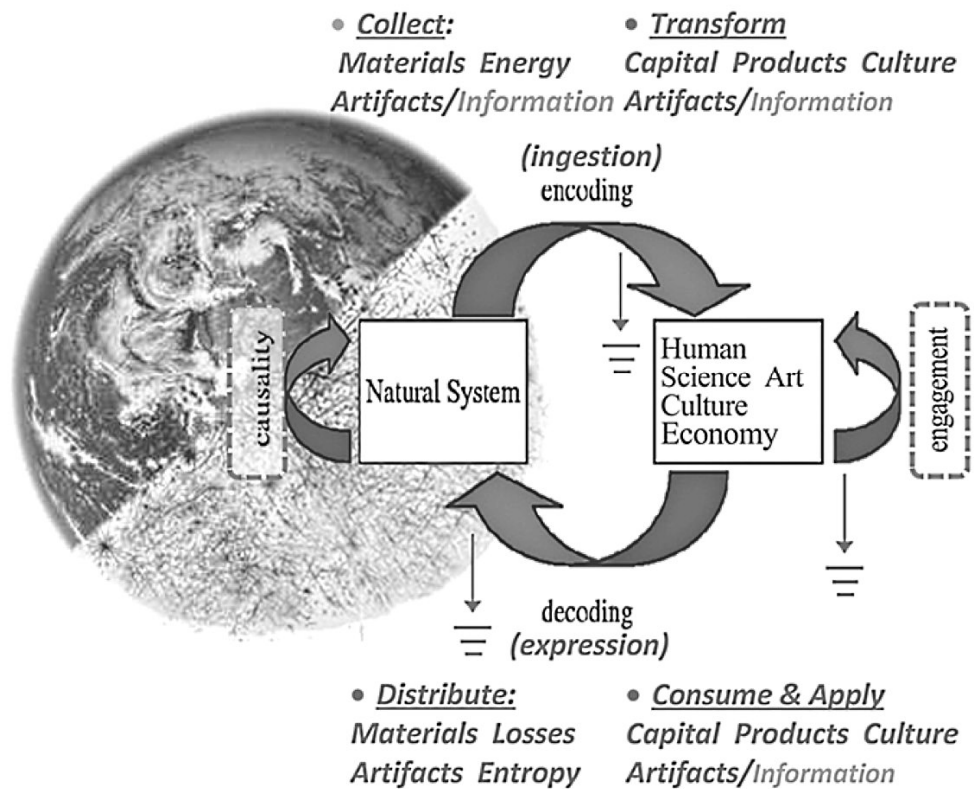 • Collect:
Materials Energy
Artifacts/Information
• Transform
Capital Products Culture
Artifacts/Information
(ingestion)
encoding
causality
Natural System
Human
Science Art
Culture
Economy
engagement
decoding
(expression)
• Distribute:
Materials Losses
Artifacts Entropy
• Consume & Apply
Capital Products Culture
Artifacts/Information